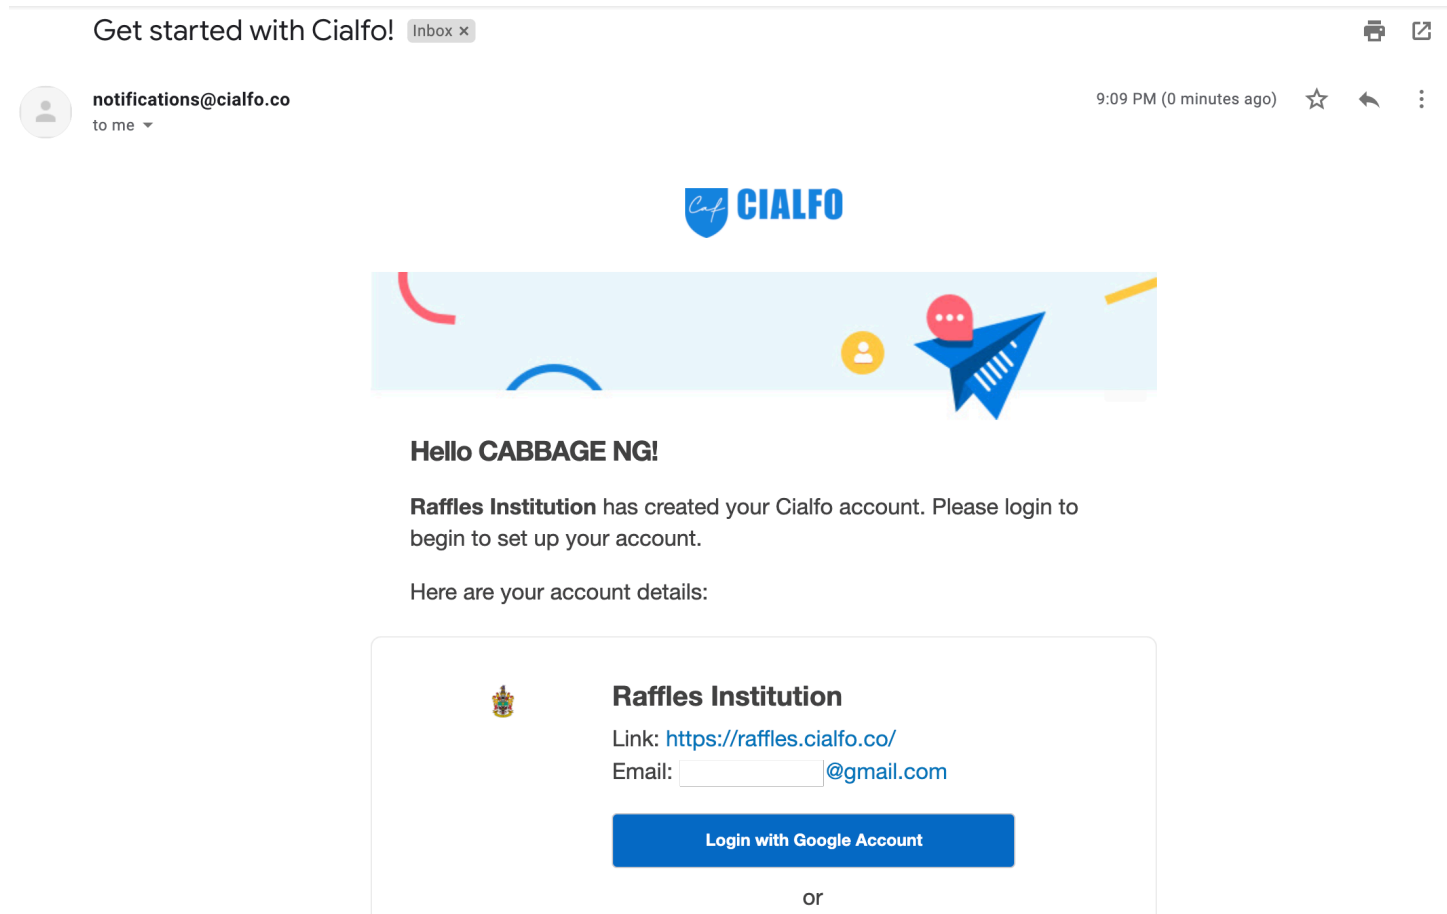 Get started with Cialfo! Inbox ×
notifications@cialfo.co
9:09 PM (0 minutes ago)
to me
Caf CIALFO
Hello CABBAGE NG!
Raffles Institution has created your Cialfo account. Please login to
begin to set up your account.
Here are your account details:
Raffles Institution
Link: https://raffles.cialfo.co/
Email: @gmail.com
Login with Google Account
or